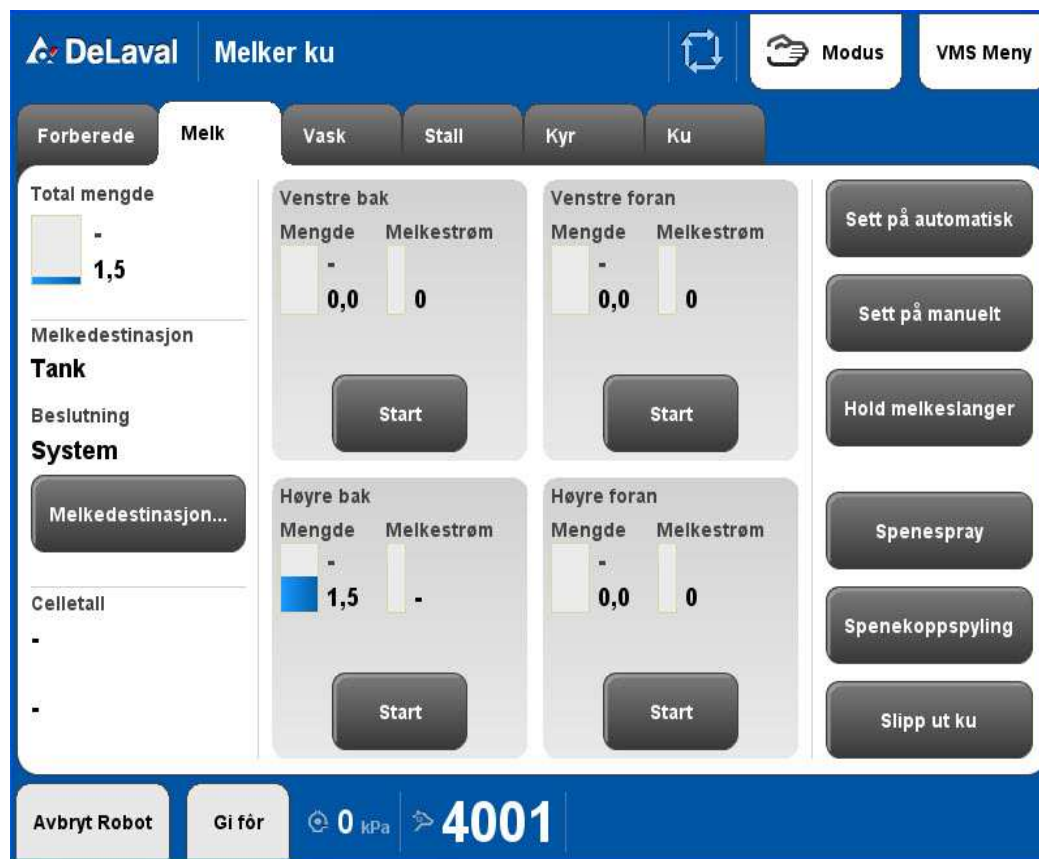 DeLaval
Melker ku
Modus
VMS Meny
Forberede
Melk
Vask
Stall
Kyr
Ku
Total mengde
-
1,5
Melkedestinasjon
Tank
Beslutning
System
Melkedestinasjon...
Celletall
-
-
Venstre bak
Mengde Melkestrøm
-
0,0 0
Start
Venstre foran
Mengde Melkestrøm
-
0,0 0
Start
Høyre bak
Mengde Melkestrøm
-
1,5 -
Start
Høyre foran
Mengde Melkestrøm
-
0,0 0
Start
Sett på automatisk
Sett på manuelt
Hold melkeslanger
Spenespray
Spenekoppspyling
Slipp ut ku
Avbryt Robot
Gi fôr
0 kPa
4001